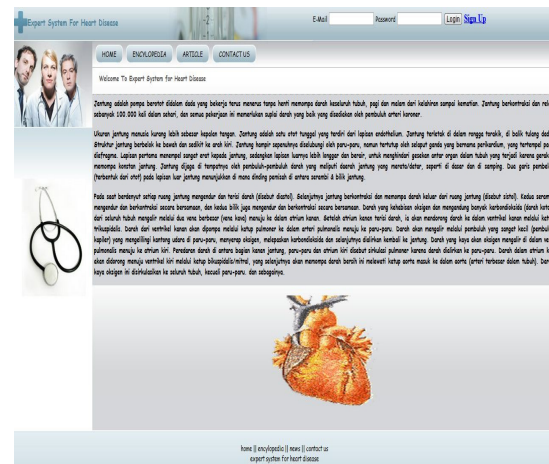 Expert System For Heart Disease
E-Mail Password Login Sign Up
HOME ENCYLOPEDIA ARTICLE CONTACT US
Welcome To Expert System for Heart Disease
Jantung adalah pompa berotot didalam dada yang bekerja terus menerus tanpa henti memompa darah keseluruh tubuh, pagi dan malam dari kelahiran sampai kematian. Jantung berkontraksi dan rel
sebanyak 100.000 kali dalam sehari, dan semua pekerjaan ini memerlukan suplai darah yang baik yang disediakan oleh pembuluh arteri koroner.
Ukuran jantung manusia kurang lebih sebesar kepalan tangan. Jantung adalah satu otot tunggal yang terdiri dari lapisan endothelium. Jantung terletak di dalam rongga torakik, di balik tulang dad
Struktur jantung berbelok ke bawah dan sedikit ke arah kiri. Jantung hampir sepenuhnya diselubungi oleh paru-paru, namun tertutup oleh selaput ganda yang bernama perikardium, yang tertempel pa
diafragma. Lapisan pertama menempel sangat erat kepada jantung, sedangkan lapisan luarnya lebih longgar dan berair, untuk menghindari gesekan antar organ dalam tubuh yang terjadi karena gerak
memompa konstan jantung. Jantung dijaga di tempatnya oleh pembuluh-pembuluh darah yang meliputi daerah jantung yang merata/datar, seperti di dasar dan di samping. Dua garis pembel
(terbentuk dari otot) pada lapisan luar jantung menunjukkan di mana dinding pemisah di antara serambi & bilik jantung.
Pada saat berdenyut setiap ruang jantung mengendur dan terisi darah (disebut diastol). Selanjutnya jantung berkontraksi dan memompa darah keluar dari ruang jantung (disebut sistol). Kedua seram
mengendur dan berkontraksi secara bersamaan, dan kedua bilik juga mengendur dan berkontraksi secara bersamaan. Darah yang kehabisan oksigen dan mengandung banyak karbondioksida (darah koto
dari seluruh tubuh mengalir melalui dua vena berbesar (vena kava) menuju ke dalam atrium kanan. Setelah atrium kanan terisi darah, ia akan mendorong darah ke dalam ventrikel kanan melalui kat
trikuspidalis. Darah dari ventrikel kanan akan dipompa melalui katup pulmoner ke dalam arteri pulmonalis menuju ke paru-paru. Darah akan mengalir melalui pembuluh yang sangat kecil (pembul
kapiler) yang mengelilingi kantong udara di paru-paru, menyerap oksigen, melepaskan karbondioksida dan selanjutnya dialirkan kembali ke jantung. Darah yang kaya akan oksigen mengalir di dalam ve
pulmonalis menuju ke atrium kiri. Peredaran darah di antara bagian kanan jantung, paru-paru dan atrium kiri disebut sirkulasi pulmoner karena darah dialirkan ke paru-paru. Darah dalam atrium k
akan didorong menuju ventrikel kiri melalui katup bikuspidalis/mitral, yang selanjutnya akan memompa darah bersih ini melewati katup aorta masuk ke dalam aorta (arteri terbesar dalam tubuh). Dar
kaya oksigen ini disirkulasikan ke seluruh tubuh, kecuali paru-paru. dan sebagainya.
home || encylopedia || news || contact us
expert system for heart disease